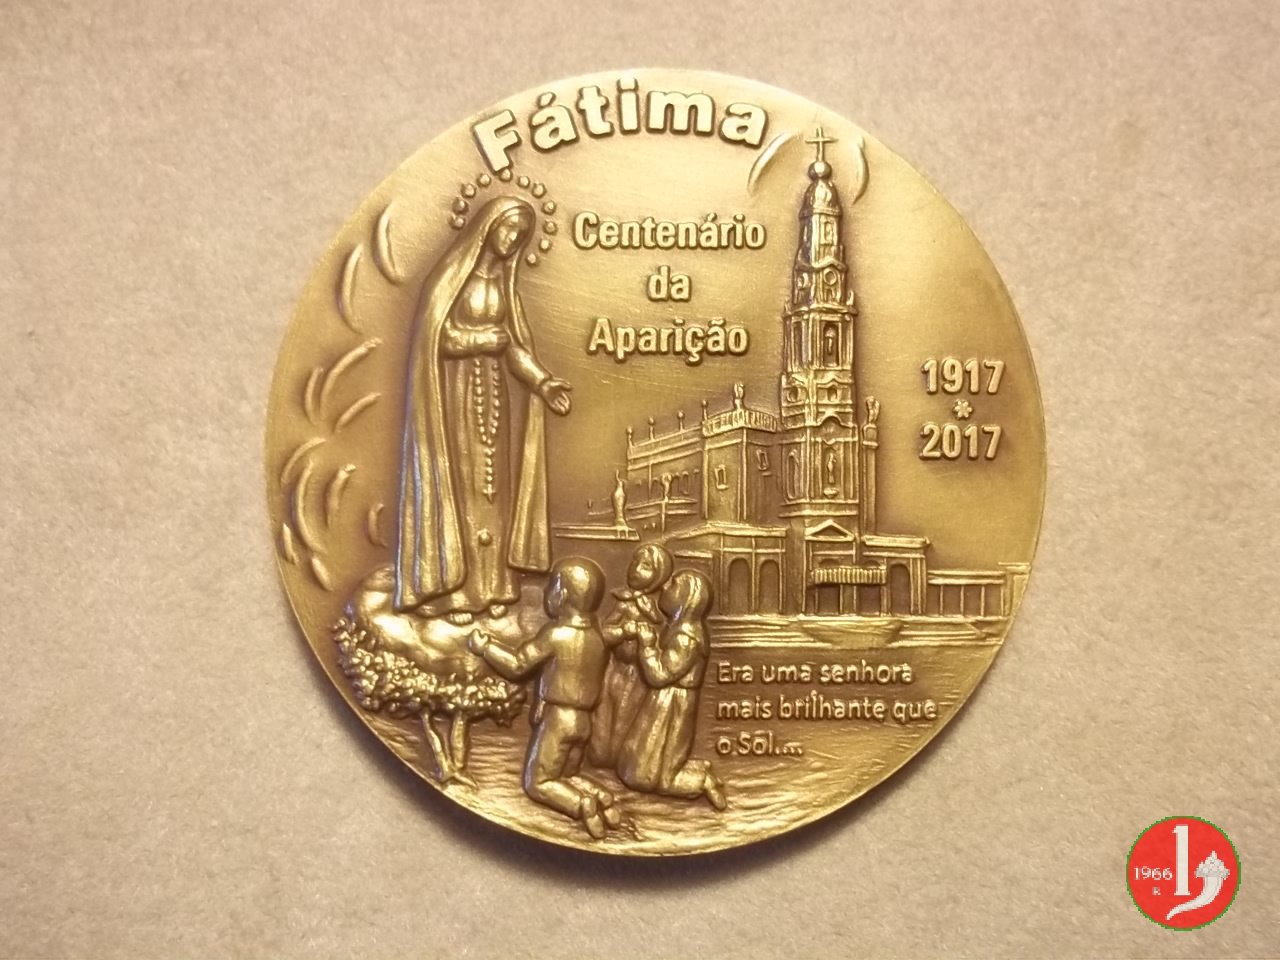 Fátima
Centenário
da
Aparição
1917
*
2017
Era uma senhora
mais brilhante que
o Sol....
1966
R